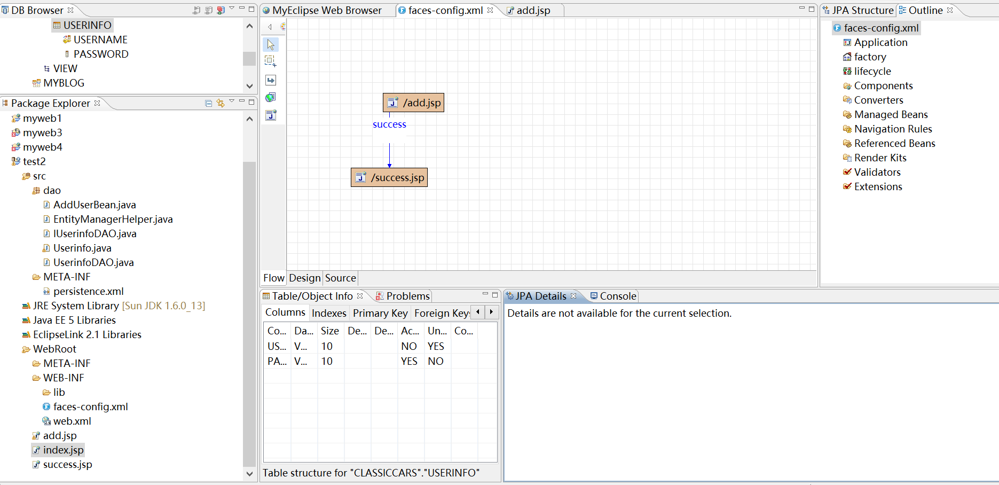 DB Browser
USERINFO
USERNAME
PASSWORD
VIEW
MYBLOG
Package Explorer
myweb1
myweb3
myweb4
test2
src
dao
AddUserBean.java
EntityManagerHelper.java
IUserinfoDAO.java
Userinfo.java
UserinfoDAO.java
META-INF
persistence.xml
JRE System Library [Sun JDK 1.6.0_13]
Java EE 5 Libraries
EclipseLink 2.1 Libraries
WebRoot
META-INF
WEB-INF
lib
faces-config.xml
web.xml
add.jsp
index.jsp
success.jsp
MyEclipse Web Browser faces-config.xml add.jsp
/add.jsp
success
/success.jsp
Flow Design Source
Table/Object Info Problems
Columns Indexes Primary Key Foreign Key
Co... Da... Size De... De... Ac... Un... Co...
US... V... 10 NO YES
PA... V... 10 YES NO
Table structure for "CLASSICCARS"."USERINFO"
JPA Details Console
Details are not available for the current selection.
JPA Structure Outline
faces-config.xml
Application
factory
lifecycle
Components
Converters
Managed Beans
Navigation Rules
Referenced Beans
Render Kits
Validators
Extensions